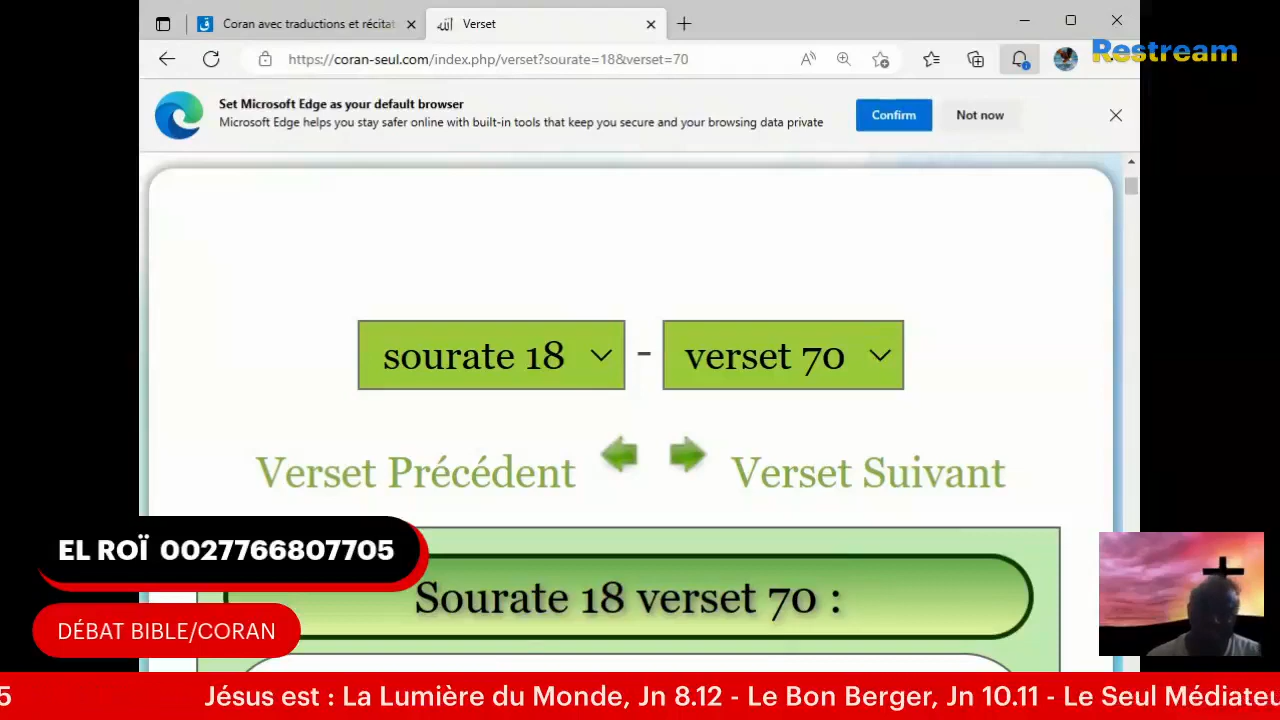 Coran avec traductions et récitat
Verset
https://coran-seul.com/index.php/verset?sourate=18&verset=70
Restream
Set Microsoft Edge as your default browser
Microsoft Edge helps you stay safer online with built-in tools that keep you secure and your browsing data private
Confirm
Not now
sourate 18 - verset 70
Verset Précédent Verset Suivant
EL ROÏ 0027766807705
Sourate 18 verset 70 :
DÉBAT BIBLE/CORAN
5 Jésus est : La Lumière du Monde, Jn 8.12 - Le Bon Berger, Jn 10.11 - Le Seul Médiateu